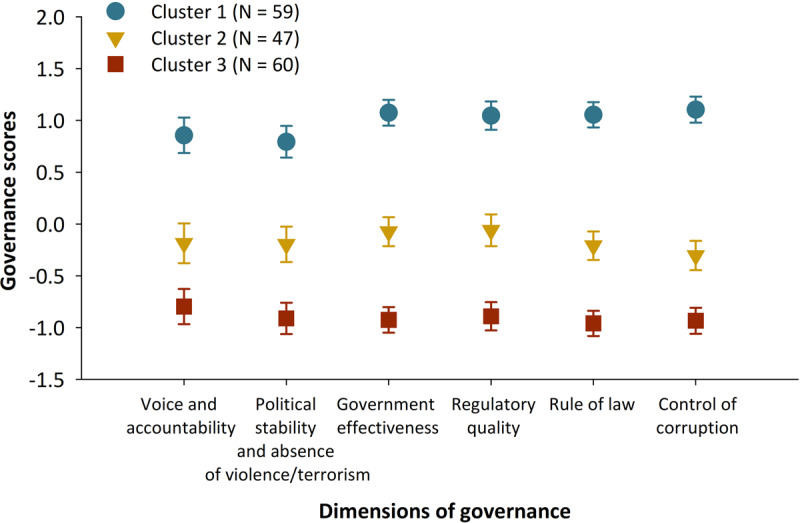 2.0
1.5
1.0
0.5
0.0
-0.5
-1.0
-1.5
Governance scores
Cluster 1 (N = 59)
Cluster 2 (N = 47)
Cluster 3 (N = 60)
Voice and
accountability
Political
stability
and absence
of violence/terrorism
Government
effectiveness
Regulatory
quality
Rule of law
Control of
corruption
Dimensions of governance